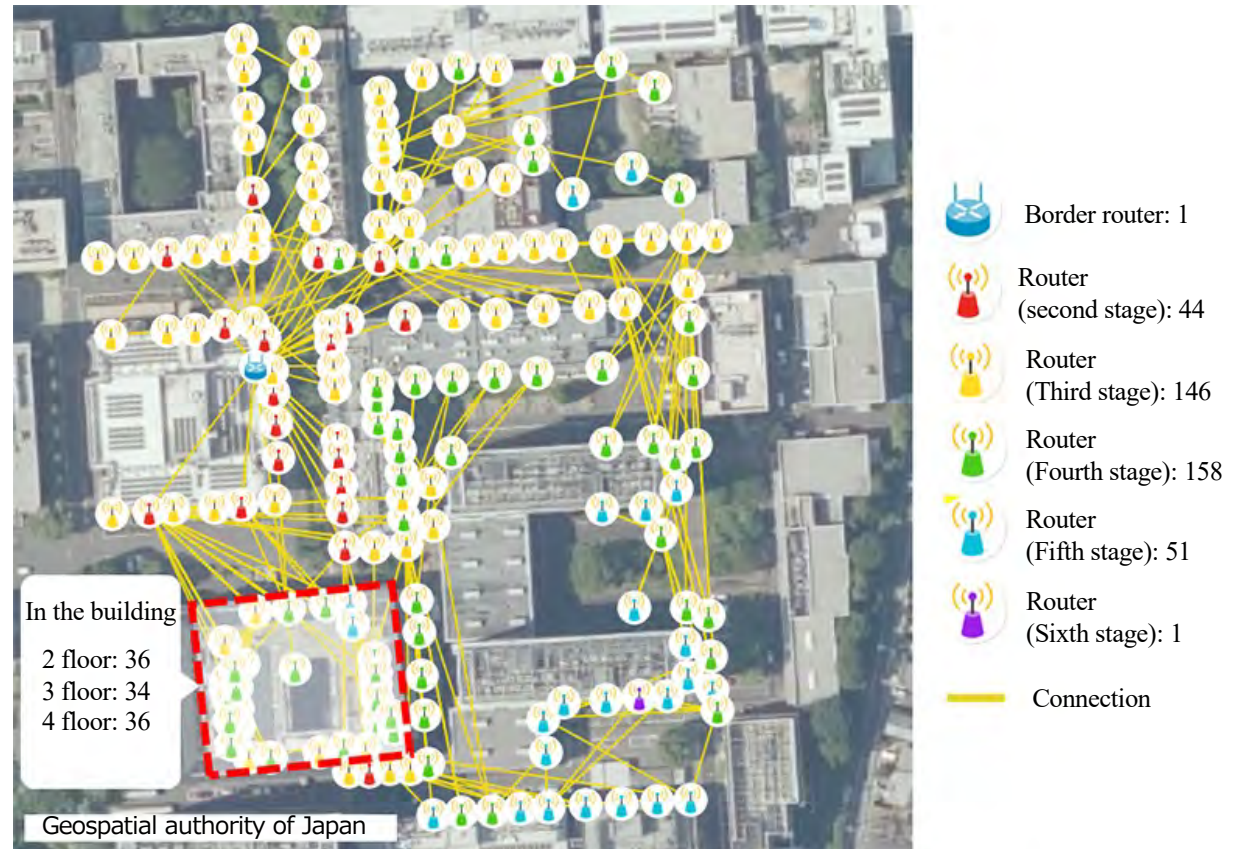 In the building
2 floor: 36
3 floor: 34
4 floor: 36
Geospatial authority of Japan
Border router: 1
Router
(second stage): 44
Router
(Third stage): 146
Router
(Fourth stage): 158
Router
(Fifth stage): 51
Router
(Sixth stage): 1
Connection